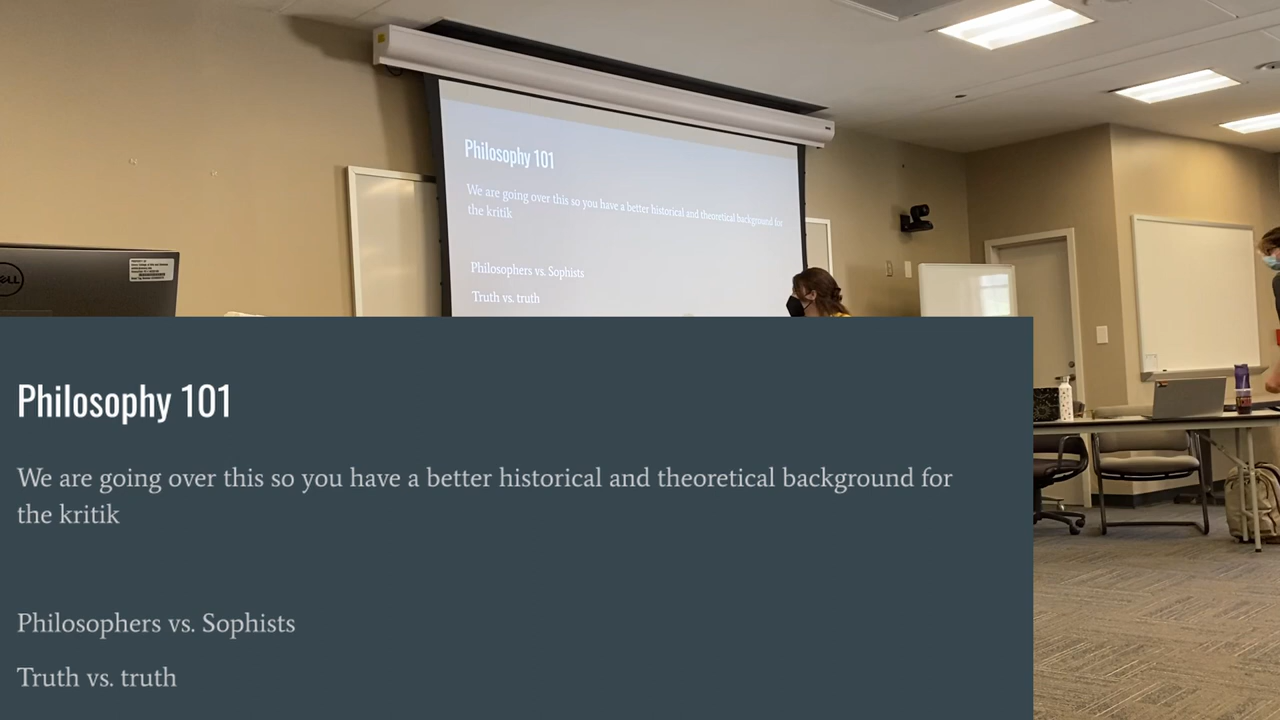 Philosophy 101
We are going over this so you have a better historical and theoretical background for
the kritik
Philosophers vs. Sophists
Truth vs. truth
DELL
Philosophy 101
We are going over this so you have a better historical and theoretical background for
the kritik
Philosophers vs. Sophists
Truth vs. truth